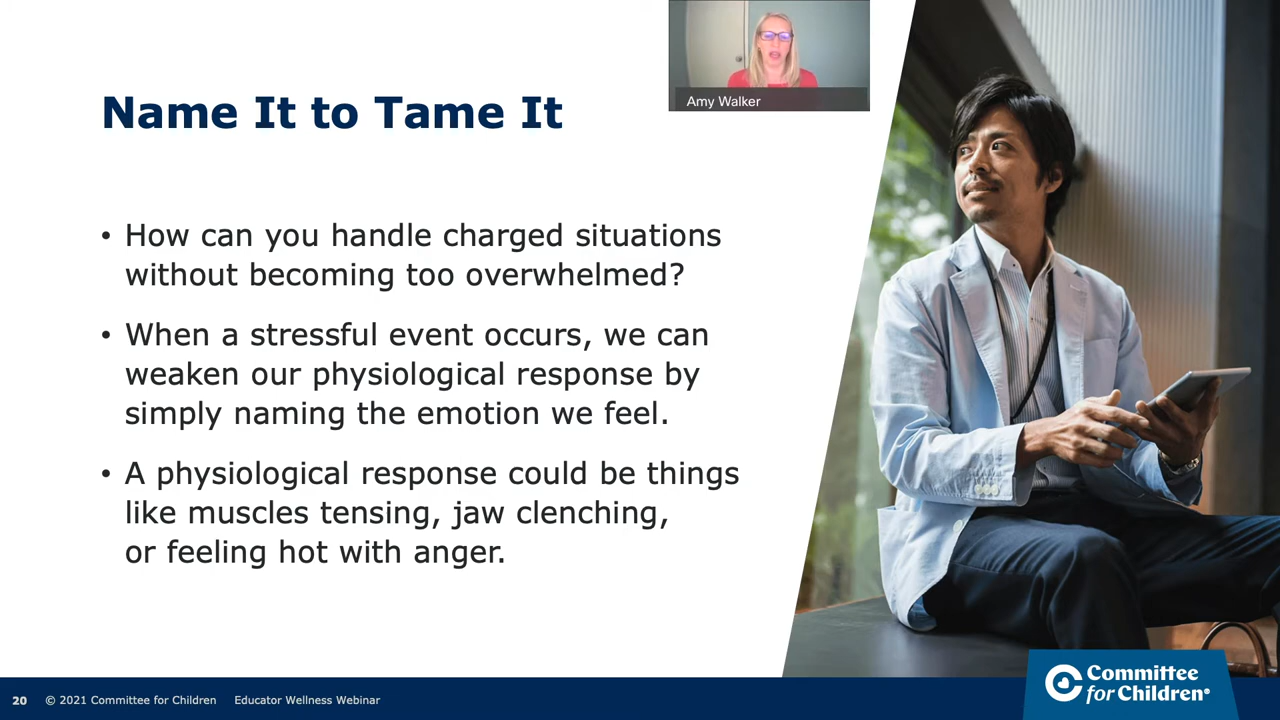 Amy Walker
Name It to Tame It
• How can you handle charged situations
without becoming too overwhelmed?
• When a stressful event occurs, we can
weaken our physiological response by
simply naming the emotion we feel.
• A physiological response could be things
like muscles tensing, jaw clenching,
or feeling hot with anger.
20 © 2021 Committee for Children Educator Wellness Webinar
Committee
for Children®